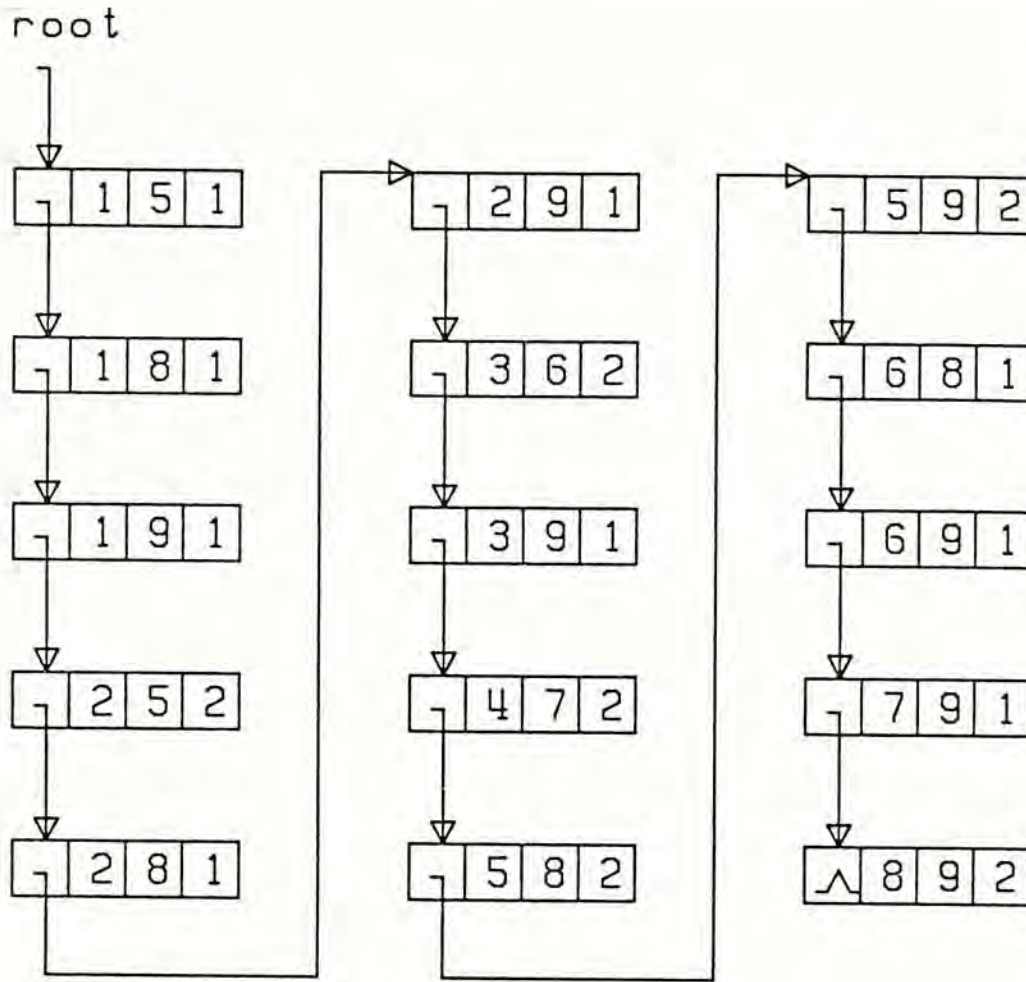 root
1 5 1 2 9 1 5 9 2
1 8 1 3 6 2 6 8 1
1 9 1 3 9 1 6 9 1
2 5 2 4 7 2 7 9 1
2 8 1 5 8 2 8 9 2